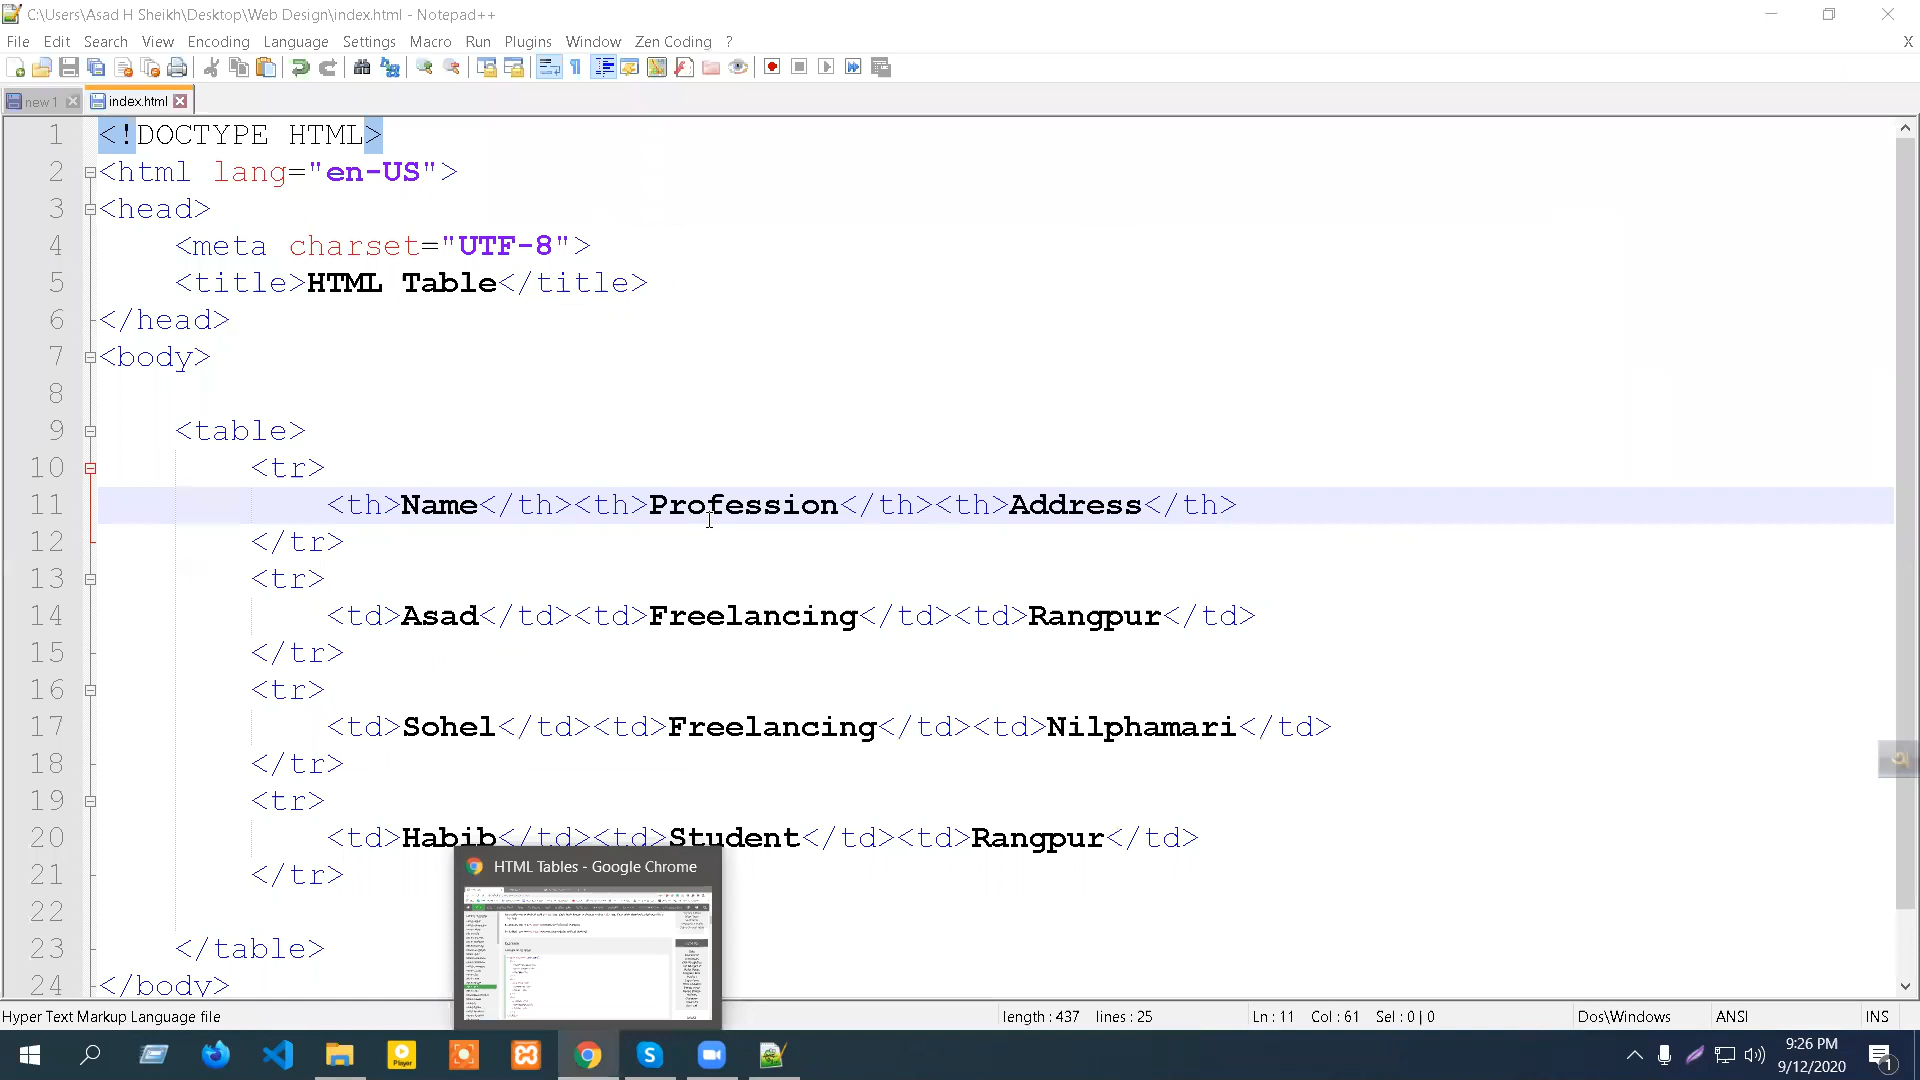 C:\Users\Asad H Sheikh\Desktop\Web Design\index.html - Notepad++
File Edit Search View Encoding Language Settings Macro Run Plugins Window Zen Coding ? X
new 1 index.html
1 <!DOCTYPE HTML>
2 <html lang="en-US">
3 <head>
4 <meta charset="UTF-8">
5 <title>HTML Table</title>
6 </head>
7 <body>
8
9 <table>
10 <tr>
11 <th>Name</th><th>Profession</th><th>Address</th>
12 </tr>
13 <tr>
14 <td>Asad</td><td>Freelancing</td><td>Rangpur</td>
15 </tr>
16 <tr>
17 <td>Sohel</td><td>Freelancing</td><td>Nilphamari</td>
18 </tr>
19 <tr>
20 <td>Habib</td><td>Student</td><td>Rangpur</td>
21 </tr>
22
23 </table>
24 </body>
HTML Tables - Google Chrome
Hyper Text Markup Language file length : 437 lines : 25 Ln : 11 Col : 61 Sel : 0 | 0 Dos\Windows ANSI INS
Player
9:26 PM
9/12/2020
1